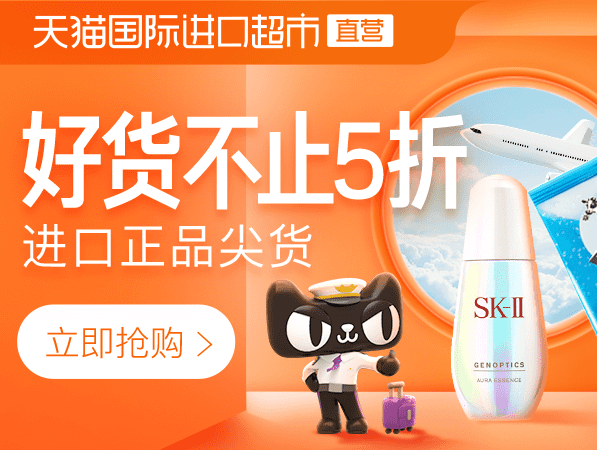 天猫国际进口超市 直营
好货不止5折
进口正品尖货
立即抢购 >
SK-II
GENOPTICS
AURA ESSENCE